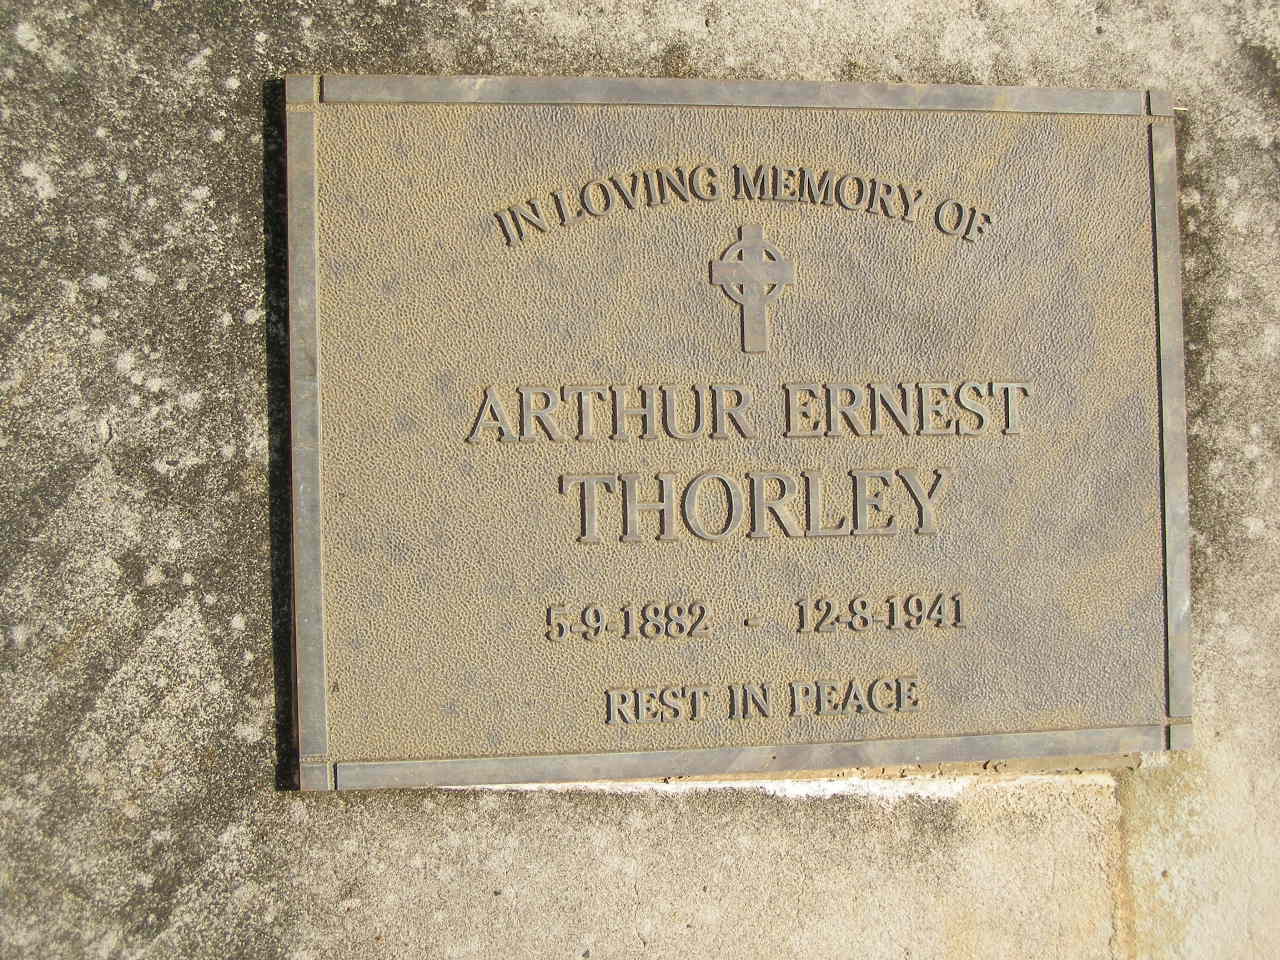 IN LOVING MEMORY OF
ARTHUR ERNEST
THORLEY
5-9-1882 - 12-8-1941
REST IN PEACE